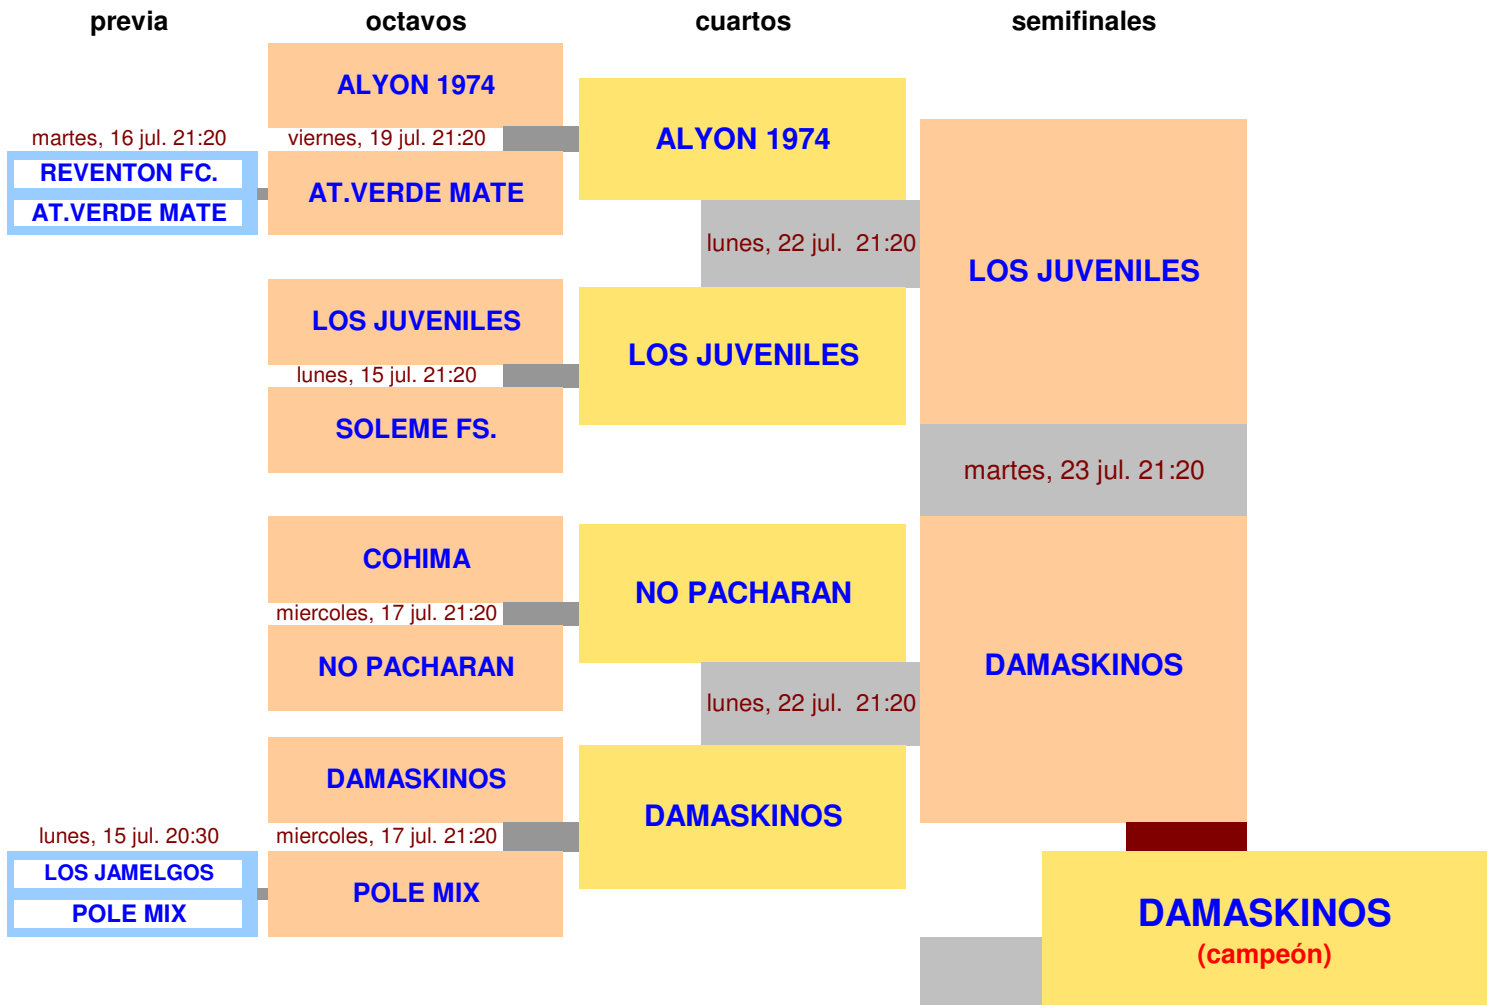 previa
octavos
cuartos
semifinales
ALYON 1974
martes, 16 jul. 21:20
viernes, 19 jul. 21:20
ALYON 1974
REVENTON FC.
AT.VERDE MATE
AT.VERDE MATE
lunes, 22 jul.  21:20
LOS JUVENILES
LOS JUVENILES
LOS JUVENILES
lunes, 15 jul. 21:20
SOLEME FS.
martes, 23 jul. 21:20
COHIMA
NO PACHARAN
miercoles, 17 jul. 21:20
NO PACHARAN
DAMASKINOS
lunes, 22 jul.  21:20
DAMASKINOS
DAMASKINOS
lunes, 15 jul. 20:30
miercoles, 17 jul. 21:20
LOS JAMELGOS
POLE MIX
POLE MIX
DAMASKINOS
(campeón)